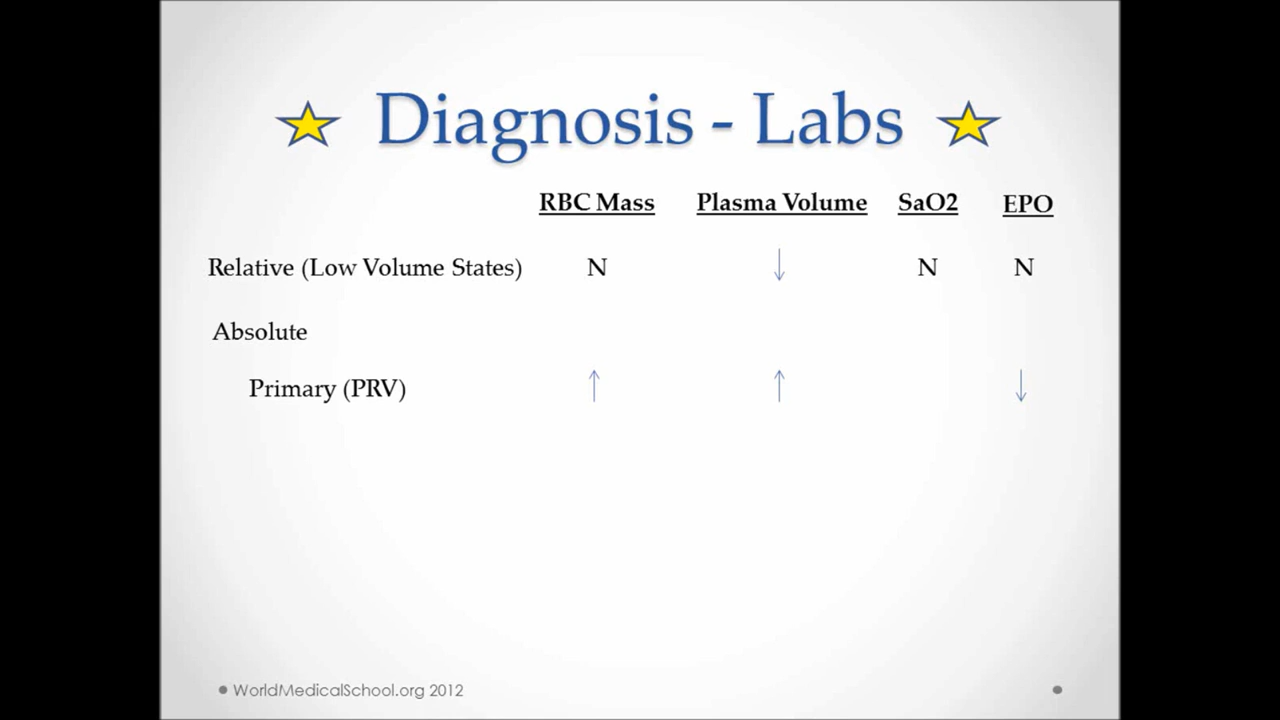 Diagnosis - Labs
RBC Mass Plasma Volume SaO2 EPO
Relative (Low Volume States) N ↓ N N
Absolute
Primary (PRV) ↑ ↑ ↓
WorldMedicalSchool.org 2012